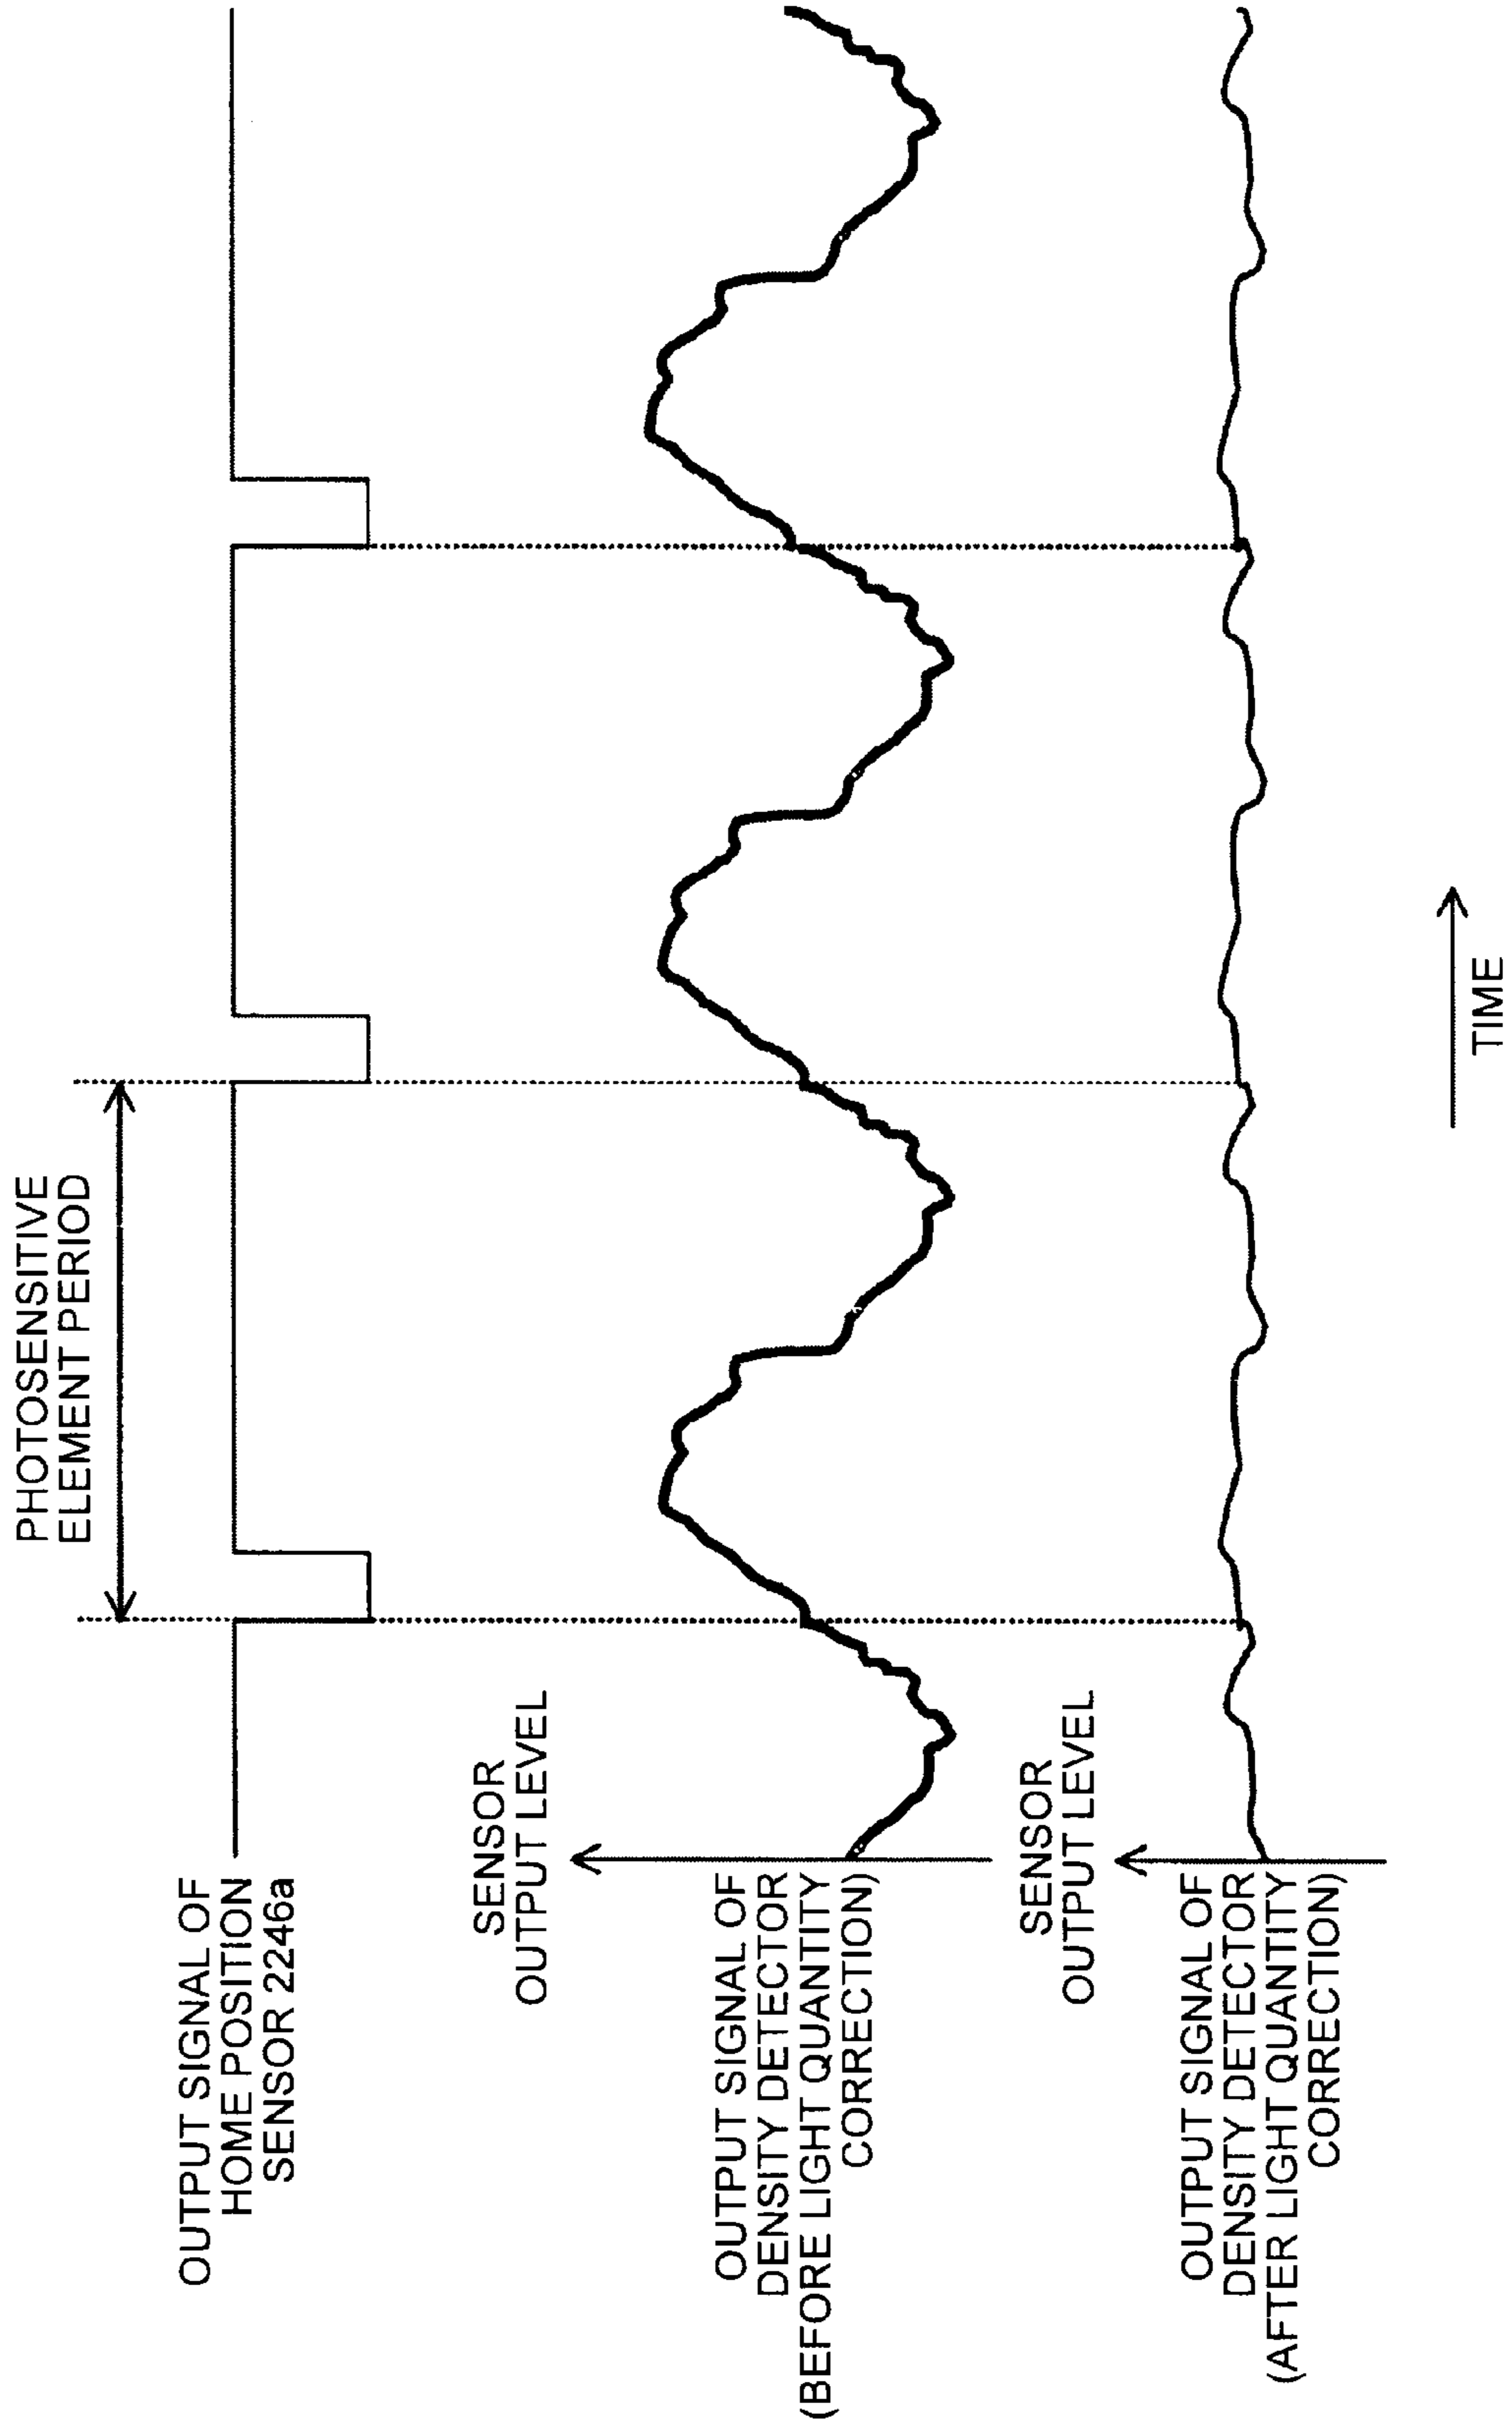 PHOTOSENSITIVE
ELEMENT PERIOD
OUTPUT SIGNAL OF
HOME POSITION
SENSOR 2246a
SENSOR
OUTPUT LEVEL
OUTPUT SIGNAL OF
DENSITY DETECTOR
(BEFORE LIGHT QUANTITY
CORRECTION)
SENSOR
OUTPUT LEVEL
OUTPUT SIGNAL OF
DENSITY DETECTOR
(AFTER LIGHT QUANTITY
CORRECTION)
TIME